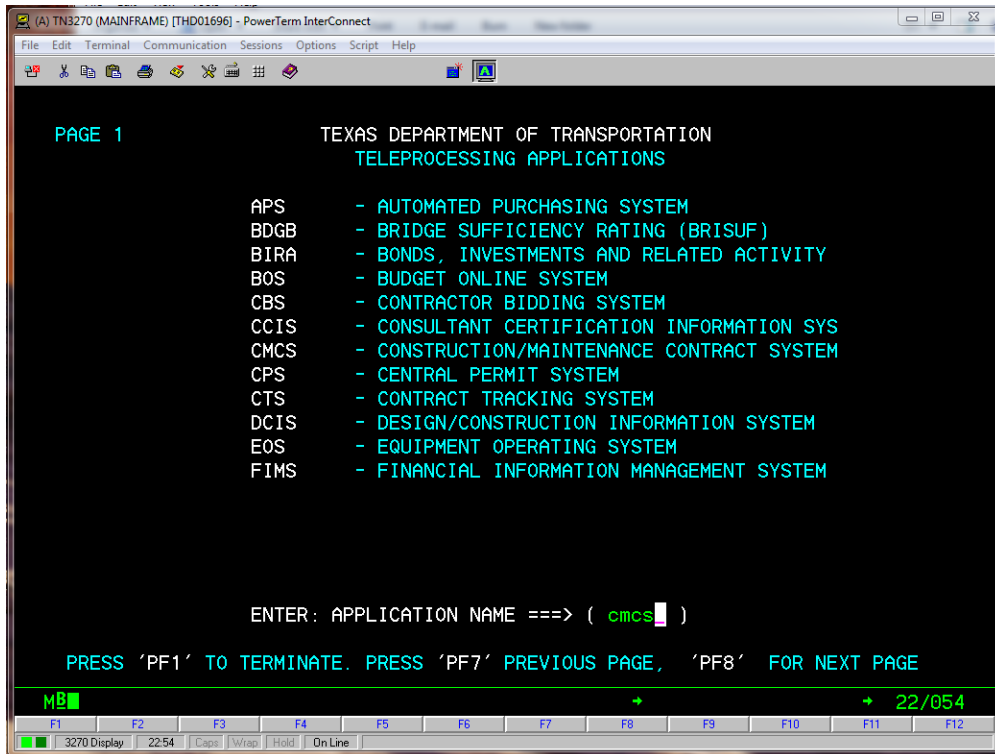 (A) TN3270 (MAINFRAME) [THD01696] - PowerTerm InterConnect
File Edit Terminal Communication Sessions Options Script Help
PAGE 1 TEXAS DEPARTMENT OF TRANSPORTATION
TELEPROCESSING APPLICATIONS
APS - AUTOMATED PURCHASING SYSTEM
BDGB - BRIDGE SUFFICIENCY RATING (BRISUF)
BIRA - BONDS, INVESTMENTS AND RELATED ACTIVITY
BOS - BUDGET ONLINE SYSTEM
CBS - CONTRACTOR BIDDING SYSTEM
CCIS - CONSULTANT CERTIFICATION INFORMATION SYS
CMCS - CONSTRUCTION/MAINTENANCE CONTRACT SYSTEM
CPS - CENTRAL PERMIT SYSTEM
CTS - CONTRACT TRACKING SYSTEM
DCIS - DESIGN/CONSTRUCTION INFORMATION SYSTEM
EOS - EQUIPMENT OPERATING SYSTEM
FIMS - FINANCIAL INFORMATION MANAGEMENT SYSTEM
ENTER: APPLICATION NAME ===> ( cmcs_ )
PRESS 'PF1' TO TERMINATE. PRESS 'PF7' PREVIOUS PAGE, 'PF8' FOR NEXT PAGE
MB 22/054
F1 F2 F3 F4 F5 F6 F7 F8 F9 F10 F11 F12
3270 Display 22:54 Caps Wrap Hold On Line